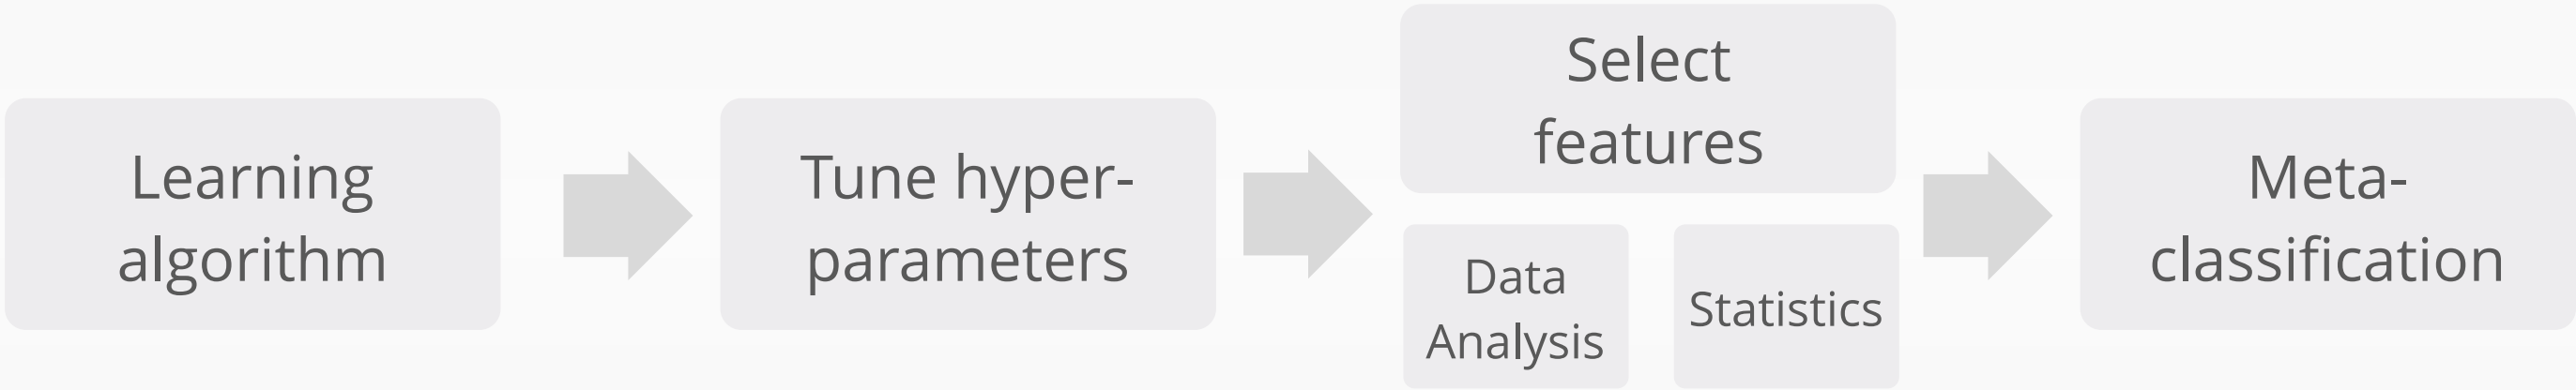 Learning
algorithm
Tune hyper-
parameters
Select
features
Data
Analysis
Statistics
Meta-
classification